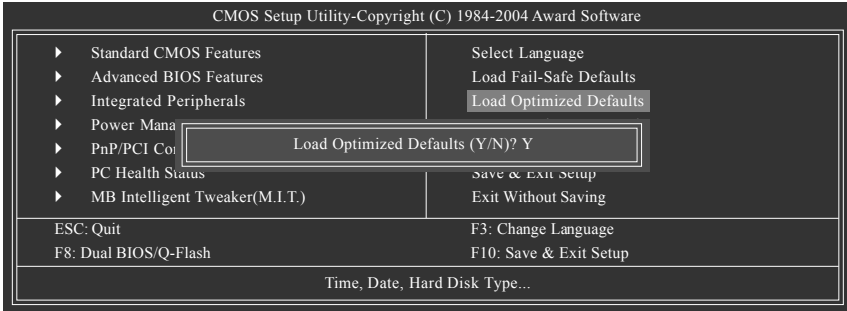 CMOS Setup Utility-Copyright (C) 1984-2004 Award Software
Standard CMOS Features
Advanced BIOS Features
Integrated Peripherals
Power Mana
PnP/PCI Co
PC Health Status
MB Intelligent Tweaker(M.I.T.)
Select Language
Load Fail-Safe Defaults
Load Optimized Defaults
Save & Exit Setup
Exit Without Saving
Load Optimized Defaults (Y/N)? Y
ESC: Quit
F3: Change Language
F8: Dual BIOS/Q-Flash
F10: Save & Exit Setup
Time, Date, Hard Disk Type...